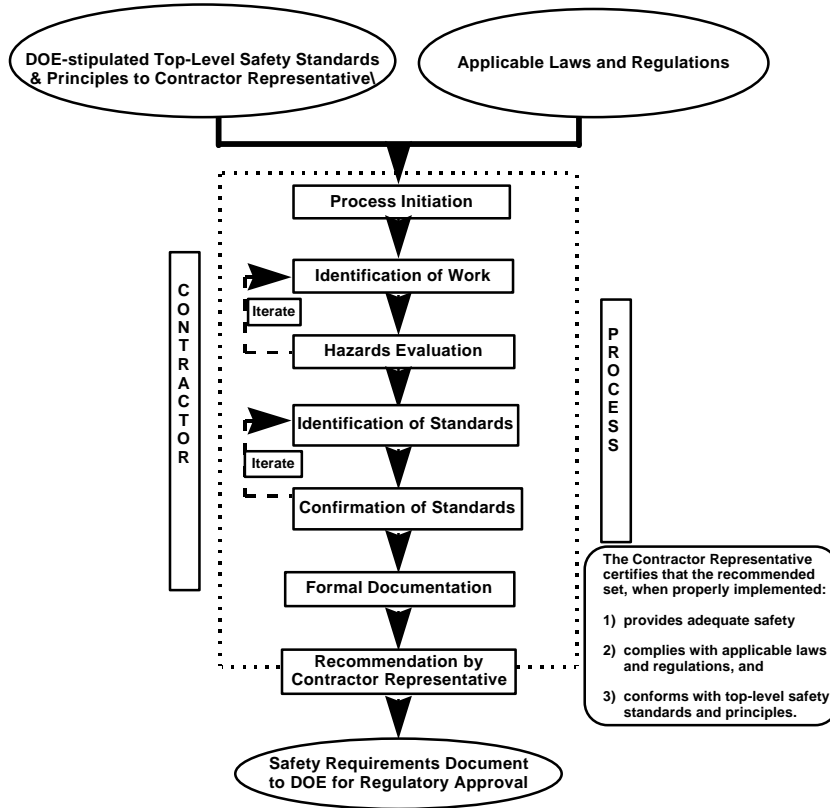 DOE-stipulated Top-Level Safety Standards
& Principles to Contractor Representative\
Applicable Laws and Regulations
Process Initiation
CONTRACTOR
Identification of Work
Iterate
Hazards Evaluation
PROCESS
Identification of Standards
Iterate
Confirmation of Standards
Formal Documentation
Recommendation by
Contractor Representative
The Contractor Representative
certifies that the recommended
set, when properly implemented:
1) provides adequate safety
2) complies with applicable laws
and regulations, and
3) conforms with top-level safety
standards and principles.
Safety Requirements Document
to DOE for Regulatory Approval